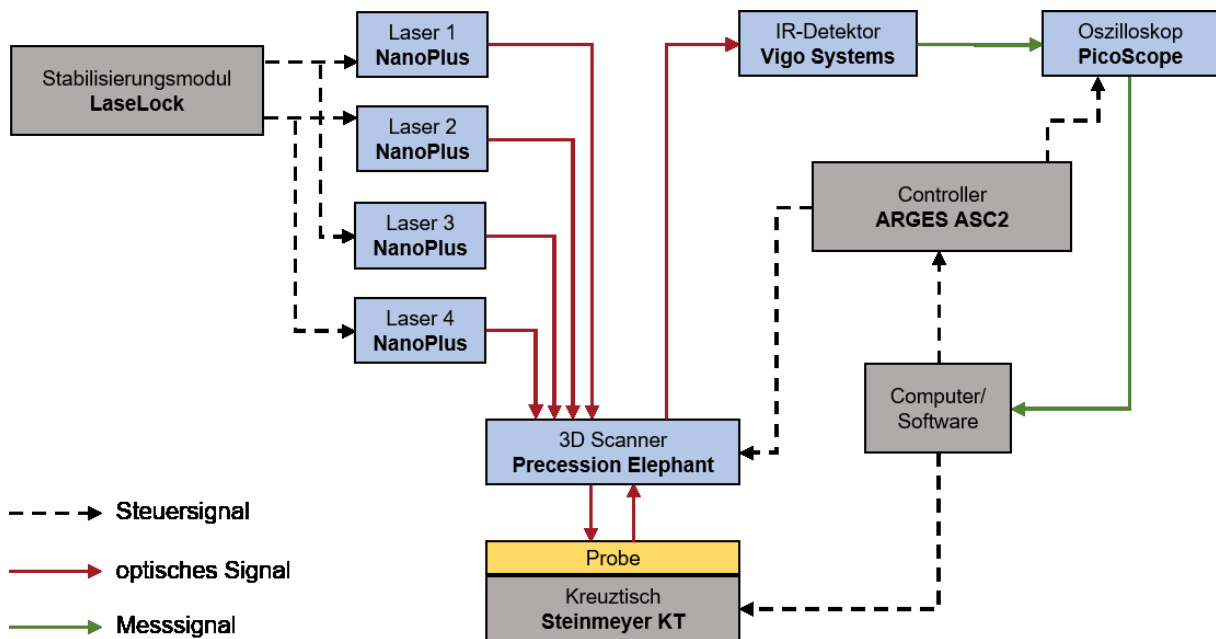 Stabilisierungsmodul
LaseLock
Laser 1
NanoPlus
Laser 2
NanoPlus
Laser 3
NanoPlus
Laser 4
NanoPlus
IR-Detektor
Vigo Systems
Oszilloskop
PicoScope
Controller
ARGES ASC2
Computer/
Software
3D Scanner
Precession Elephant
Probe
Kreuztisch
Steinmeyer KT
Steuersignal
optisches Signal
Messsignal